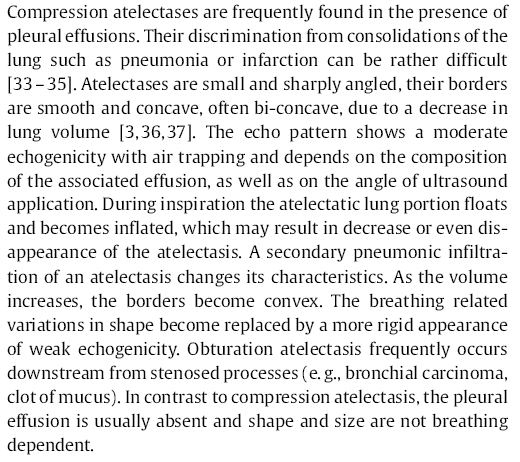 Compression atelectases are frequently found in the presence of
pleural effusions. Their discrimination from consolidations of the
lung such as pneumonia or infarction can be rather difficult
[33–35]. Atelectases are small and sharply angled, their borders
are smooth and concave, often bi-concave, due to a decrease in
lung volume [3,36,37]. The echo pattern shows a moderate
echogenicity with air trapping and depends on the composition
of the associated effusion, as well as on the angle of ultrasound
application. During inspiration the atelectatic lung portion floats
and becomes inflated, which may result in decrease or even dis-
appearance of the atelectasis. A secondary pneumonic infiltra-
tion of an atelectasis changes its characteristics. As the volume
increases, the borders become convex. The breathing related
variations in shape become replaced by a more rigid appearance
of weak echogenicity. Obturation atelectasis frequently occurs
downstream from stenosed processes (e. g., bronchial carcinoma,
clot of mucus). In contrast to compression atelectasis, the pleural
effusion is usually absent and shape and size are not breathing
dependent.